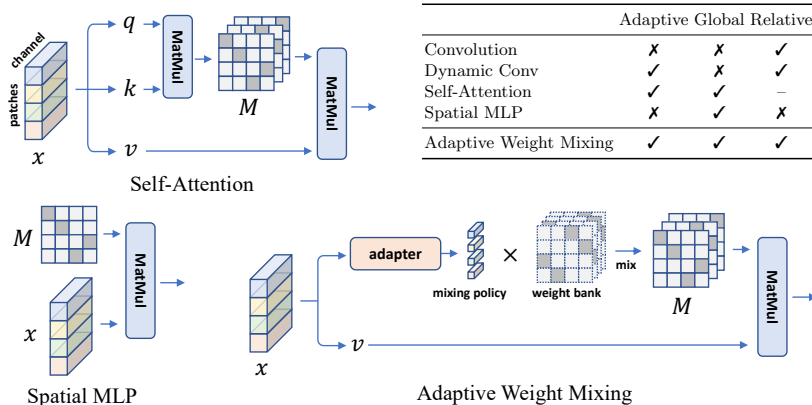 channel
patches
x
q
k
v
MatMul
M
MatMul
Self-Attention
Adaptive Global Relative
Convolution ✗ ✗ ✓
Dynamic Conv ✓ ✗ ✓
Self-Attention ✓ ✓ –
Spatial MLP ✗ ✓ ✗
Adaptive Weight Mixing ✓ ✓ ✓
M
x
MatMul
Spatial MLP
x
adapter
mixing policy
×
weight bank
mix
M
v
MatMul
Adaptive Weight Mixing